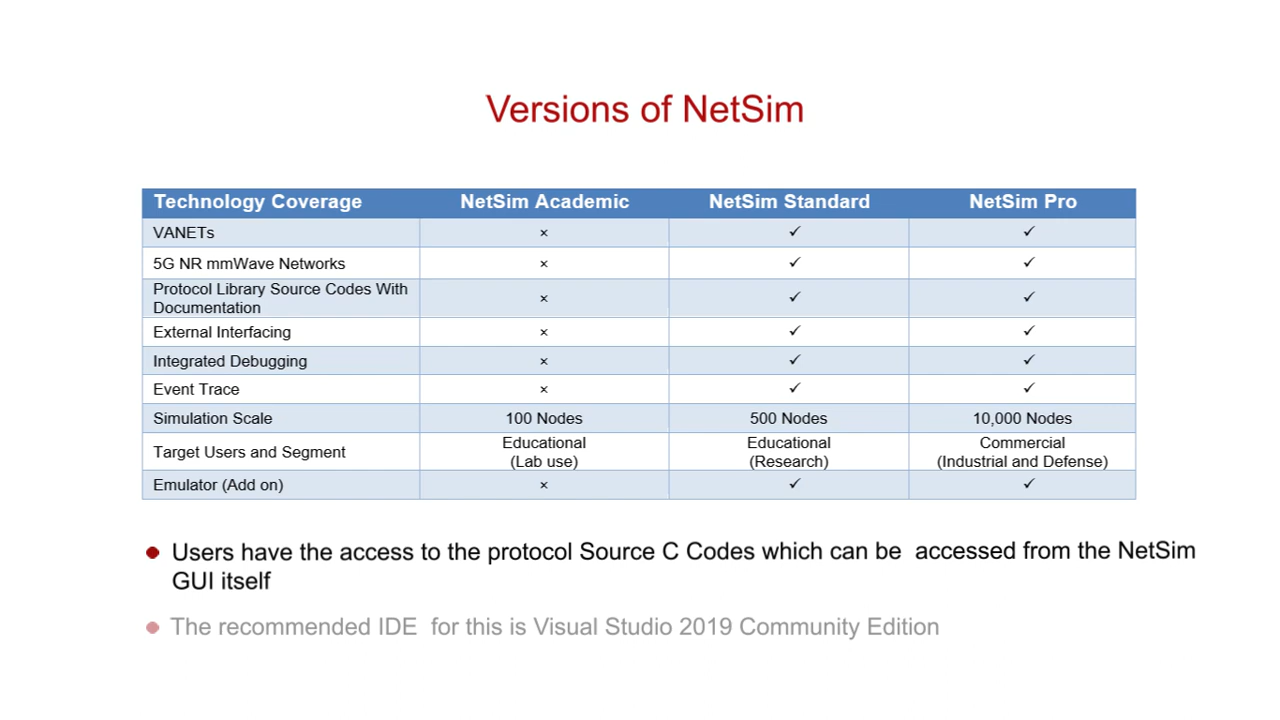 Versions of NetSim
Technology Coverage NetSim Academic NetSim Standard NetSim Pro
VANETs × ✓ ✓
5G NR mmWave Networks × ✓ ✓
Protocol Library Source Codes With
Documentation × ✓ ✓
External Interfacing × ✓ ✓
Integrated Debugging × ✓ ✓
Event Trace × ✓ ✓
Simulation Scale 100 Nodes 500 Nodes 10,000 Nodes
Target Users and Segment Educational (Lab use) Educational (Research) Commercial (Industrial and Defense)
Emulator (Add on) × ✓ ✓
● Users have the access to the protocol Source C Codes which can be accessed from the NetSim
GUI itself
● The recommended IDE for this is Visual Studio 2019 Community Edition